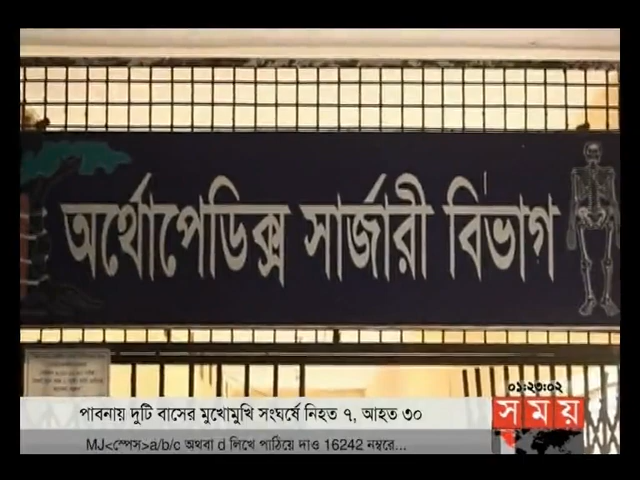 অর্থোপেডিক্স সার্জারী বিভাগ
০১:২৩:০২
পাবনায় দুটি বাসের মুখোমুখি সংঘর্ষে নিহত ৭, আহত ৩০
সময়
MJ<স্পেস>a/b/c অথবা d লিখে পাঠিয়ে দাও 16242 নম্বরে...